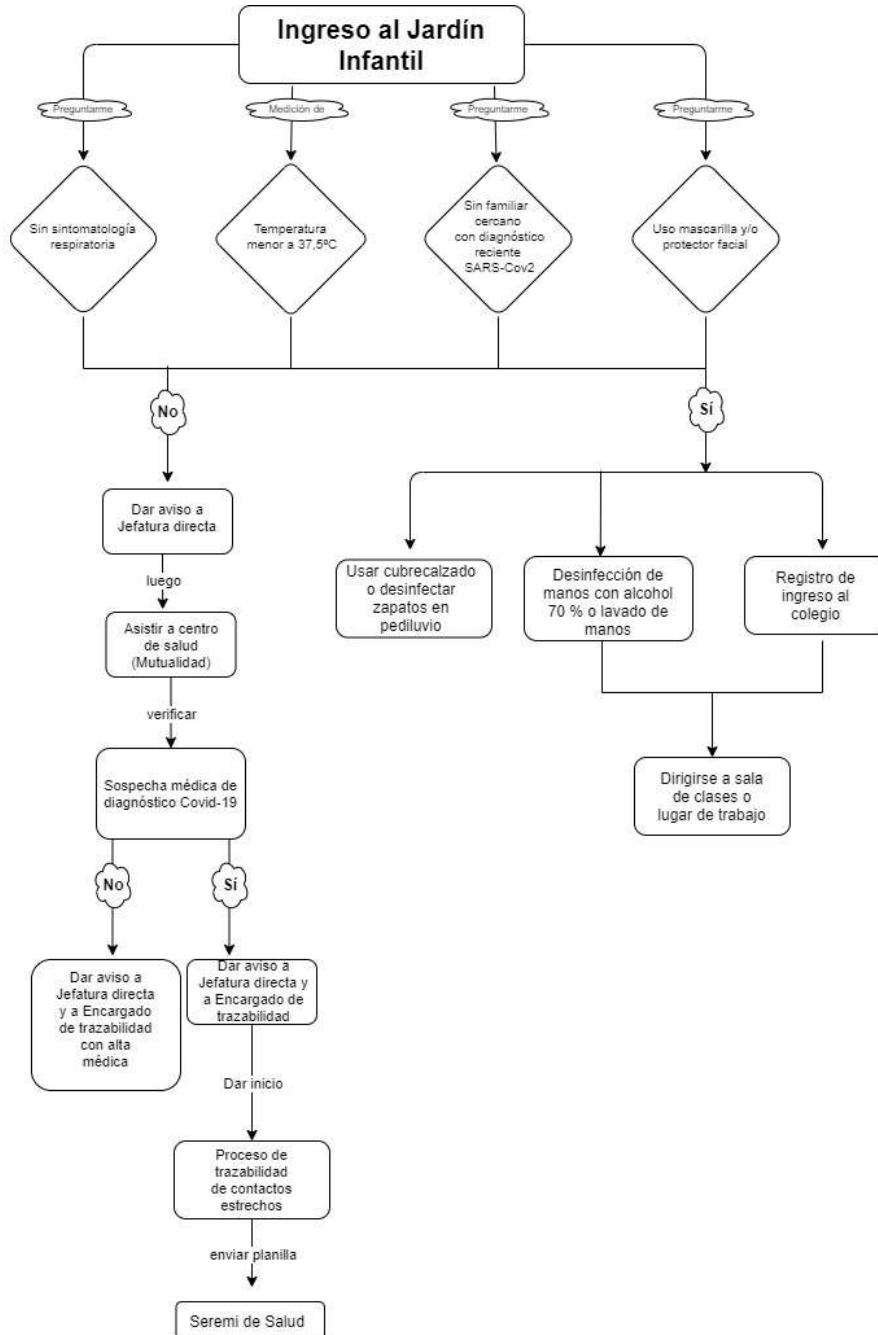 Ingreso al Jardín
Infantil
Preguntarme
Medición de
Preguntarme
Preguntarme
Sin sintomatología
respiratoria
Temperatura
menor a 37,5ºC
Sin familiar
cercano
con diagnóstico
reciente
SARS-Cov2
Uso mascarilla y/o
protector facial
No
Sí
Dar aviso a
Jefatura directa
Usar cubrecalzado
o desinfectar
zapatos en
pediluvio
Desinfección de
manos con alcohol
70 % o lavado de
manos
Registro de
ingreso al
colegio
luego
Asistir a centro
de salud
(Mutualidad)
verificar
Sospecha médica de
diagnóstico Covid-19
Dirigirse a sala
de clases o
lugar de trabajo
No
Sí
Dar aviso a
Jefatura directa
y a Encargado
de trazabilidad
con alta
médica
Dar aviso a
Jefatura directa y
a Encargado de
trazabilidad
Dar inicio
Proceso de
trazabilidad
de contactos
estrechos
enviar planilla
Seremi de Salud